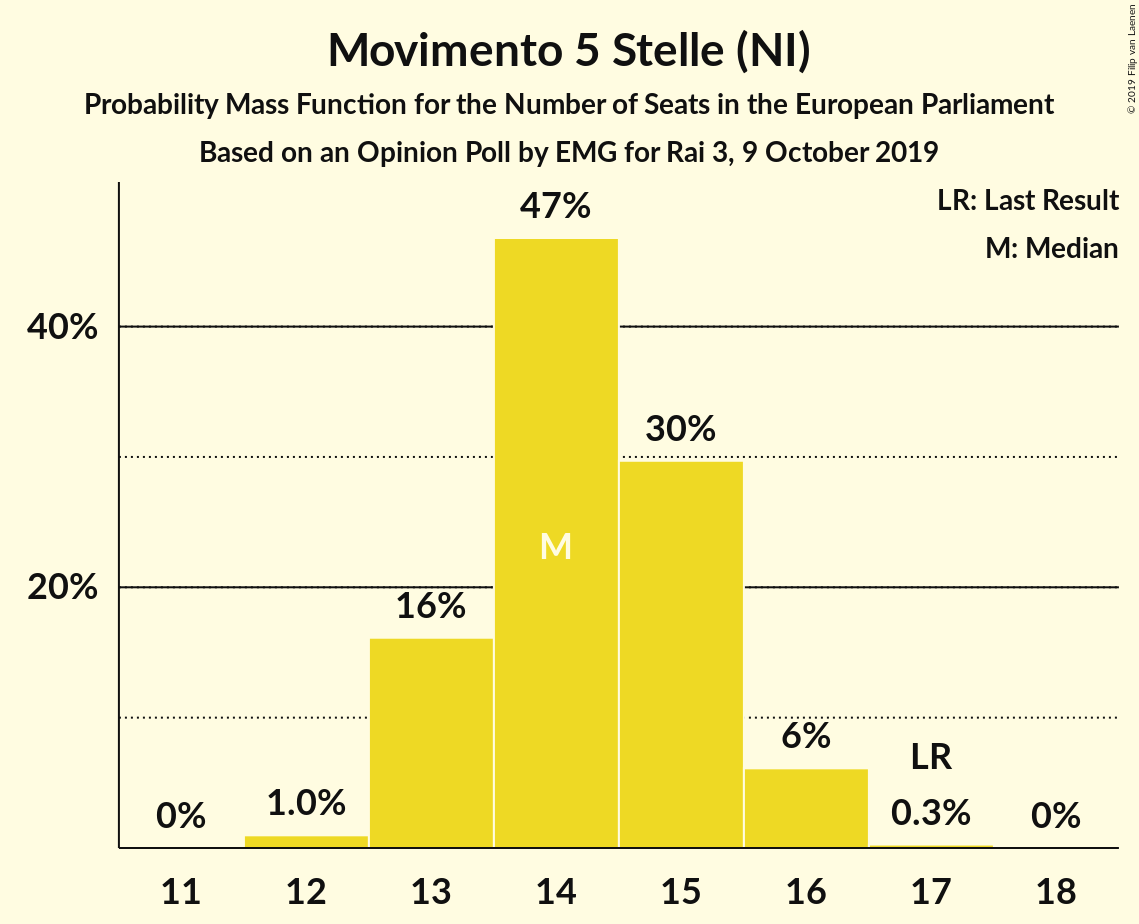 Movimento 5 Stelle (NI)
Probability Mass Function for the Number of Seats in the European Parliament
Based on an Opinion Poll by EMG for Rai 3, 9 October 2019
© 2019 Filip van Laenen
LR: Last Result
M: Median
40%
20%
0%
1.0%
16%
47%
M
30%
6%
LR
0.3%
0%
11 12 13 14 15 16 17 18